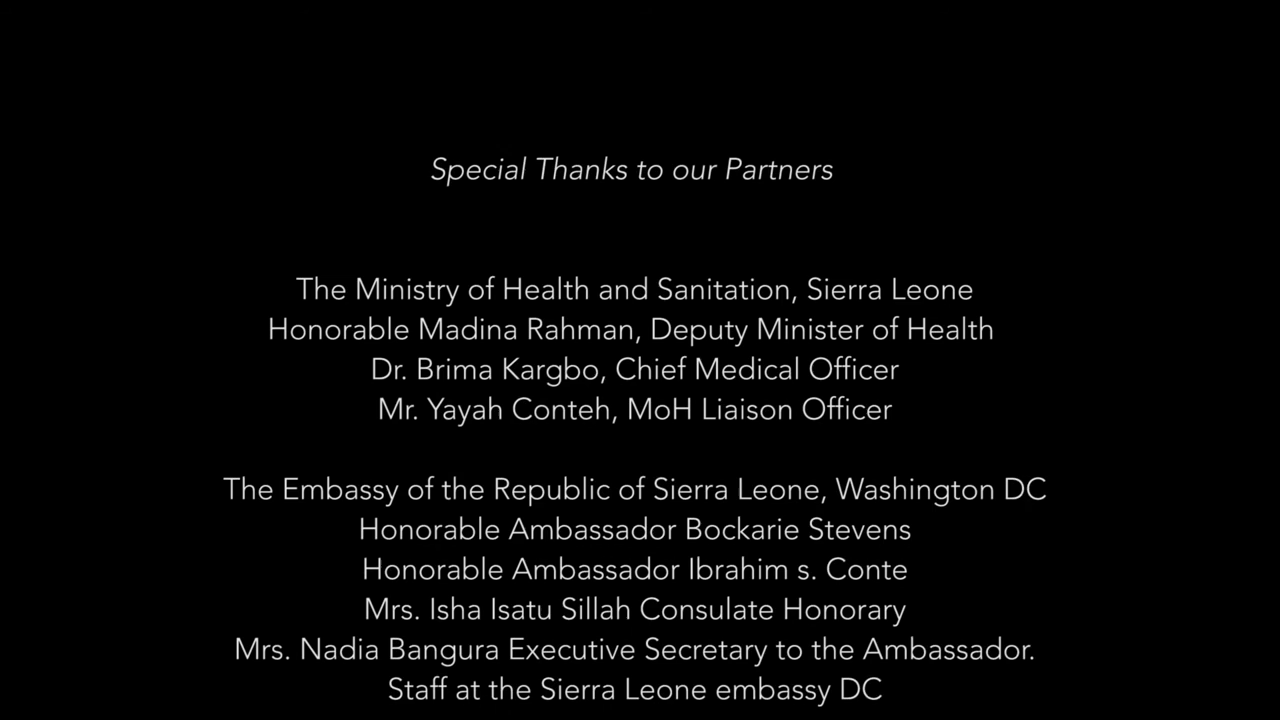 Special Thanks to our Partners
The Ministry of Health and Sanitation, Sierra Leone
Honorable Madina Rahman, Deputy Minister of Health
Dr. Brima Kargbo, Chief Medical Officer
Mr. Yayah Conteh, MoH Liaison Officer
The Embassy of the Republic of Sierra Leone, Washington DC
Honorable Ambassador Bockarie Stevens
Honorable Ambassador Ibrahim s. Conte
Mrs. Isha Isatu Sillah Consulate Honorary
Mrs. Nadia Bangura Executive Secretary to the Ambassador.
Staff at the Sierra Leone embassy DC